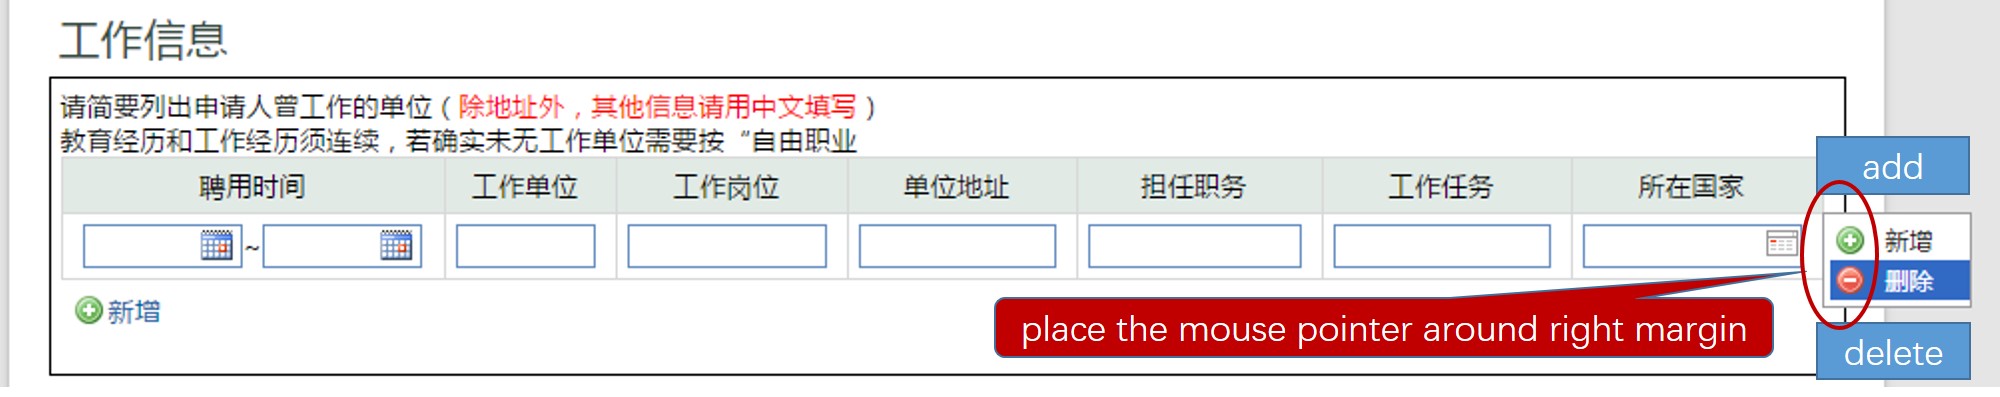 工作信息
请简要列出申请人曾工作的单位（除地址外，其他信息请用中文填写）
教育经历和工作经历须连续，若确实未无工作单位需要按“自由职业
聘用时间 工作单位 工作岗位 单位地址 担任职务 工作任务 所在国家
add
~
新增
删除
新增
place the mouse pointer around right margin
delete